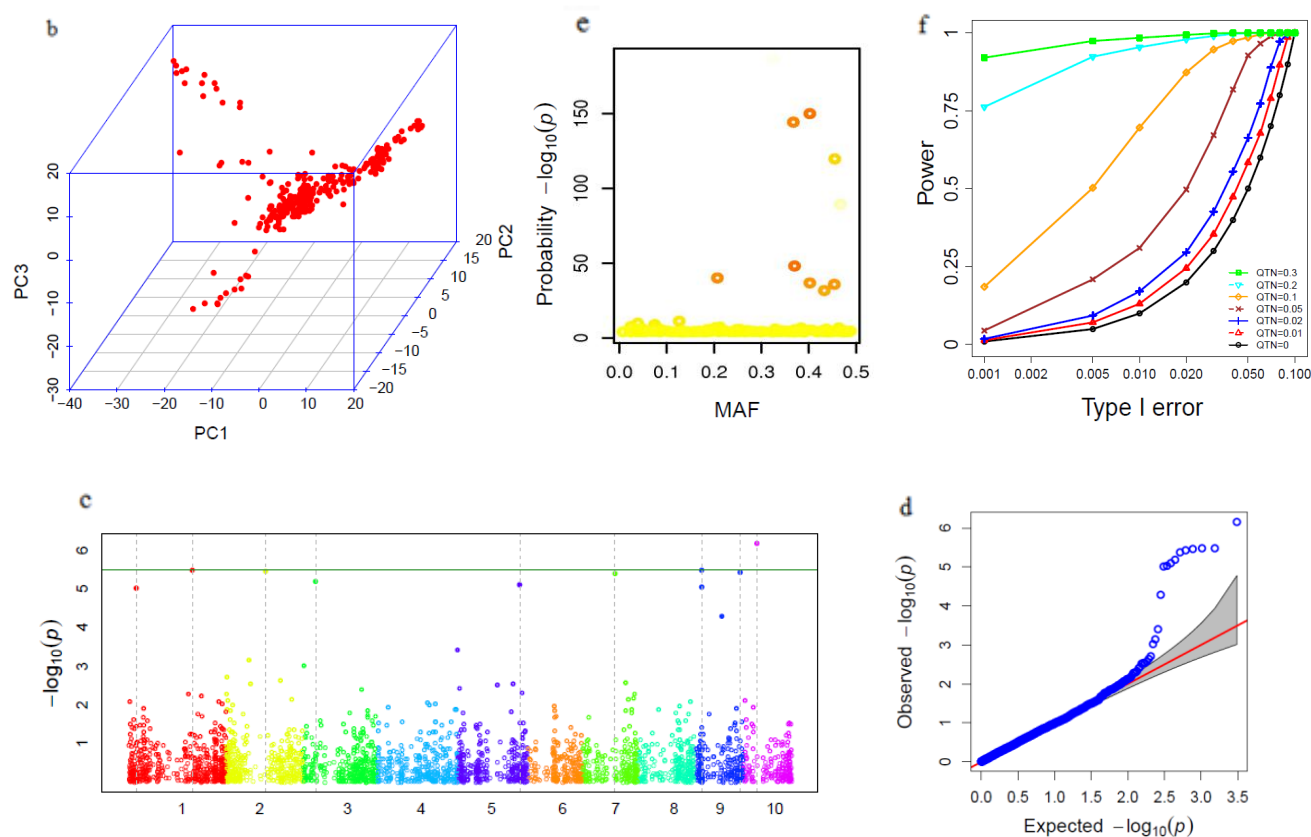 b
20
10
0
−10
−20
−30
PC3
−40
−20
0
20
PC1
−20
−15
−10
−5
0
5
10
15
20
PC2
e
150
100
50
0
Probability −log10(p)
0.0 0.1 0.2 0.3 0.4 0.5
MAF
f
1
0.75
0.5
0.25
0
Power
QTN=0.3
QTN=0.2
QTN=0.1
QTN=0.05
QTN=0.02
QTN=0.01
QTN=0
0.001 0.002 0.005 0.010 0.020 0.050 0.100
Type I error
c
6
5
4
3
2
1
−log10(p)
1 2 3 4 5 6 7 8 9 10
d
6
5
4
3
2
1
0
Observed −log10(p)
0.0 0.5 1.0 1.5 2.0 2.5 3.0 3.5
Expected −log10(p)